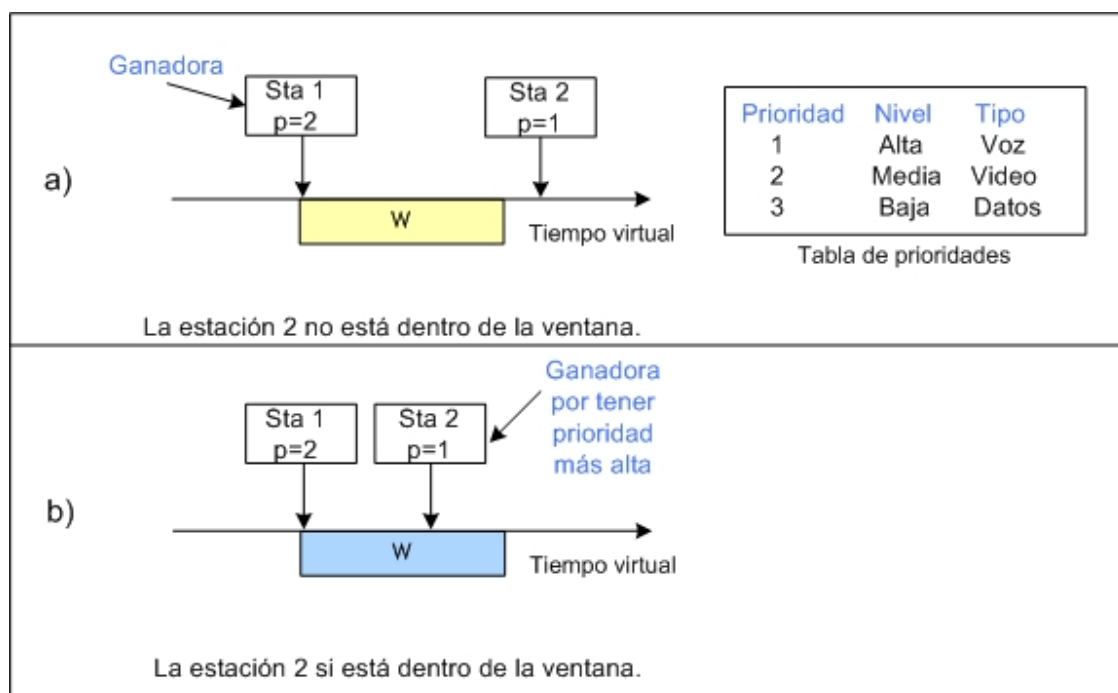 Ganadora
Sta 1
p=2
Sta 2
p=1
a)
W
Tiempo virtual
Prioridad Nivel Tipo
1 Alta Voz
2 Media Video
3 Baja Datos
Tabla de prioridades
La estación 2 no está dentro de la ventana.
Sta 1
p=2
Sta 2
p=1
Ganadora
por tener
prioridad
más alta
b)
W
Tiempo virtual
La estación 2 si está dentro de la ventana.